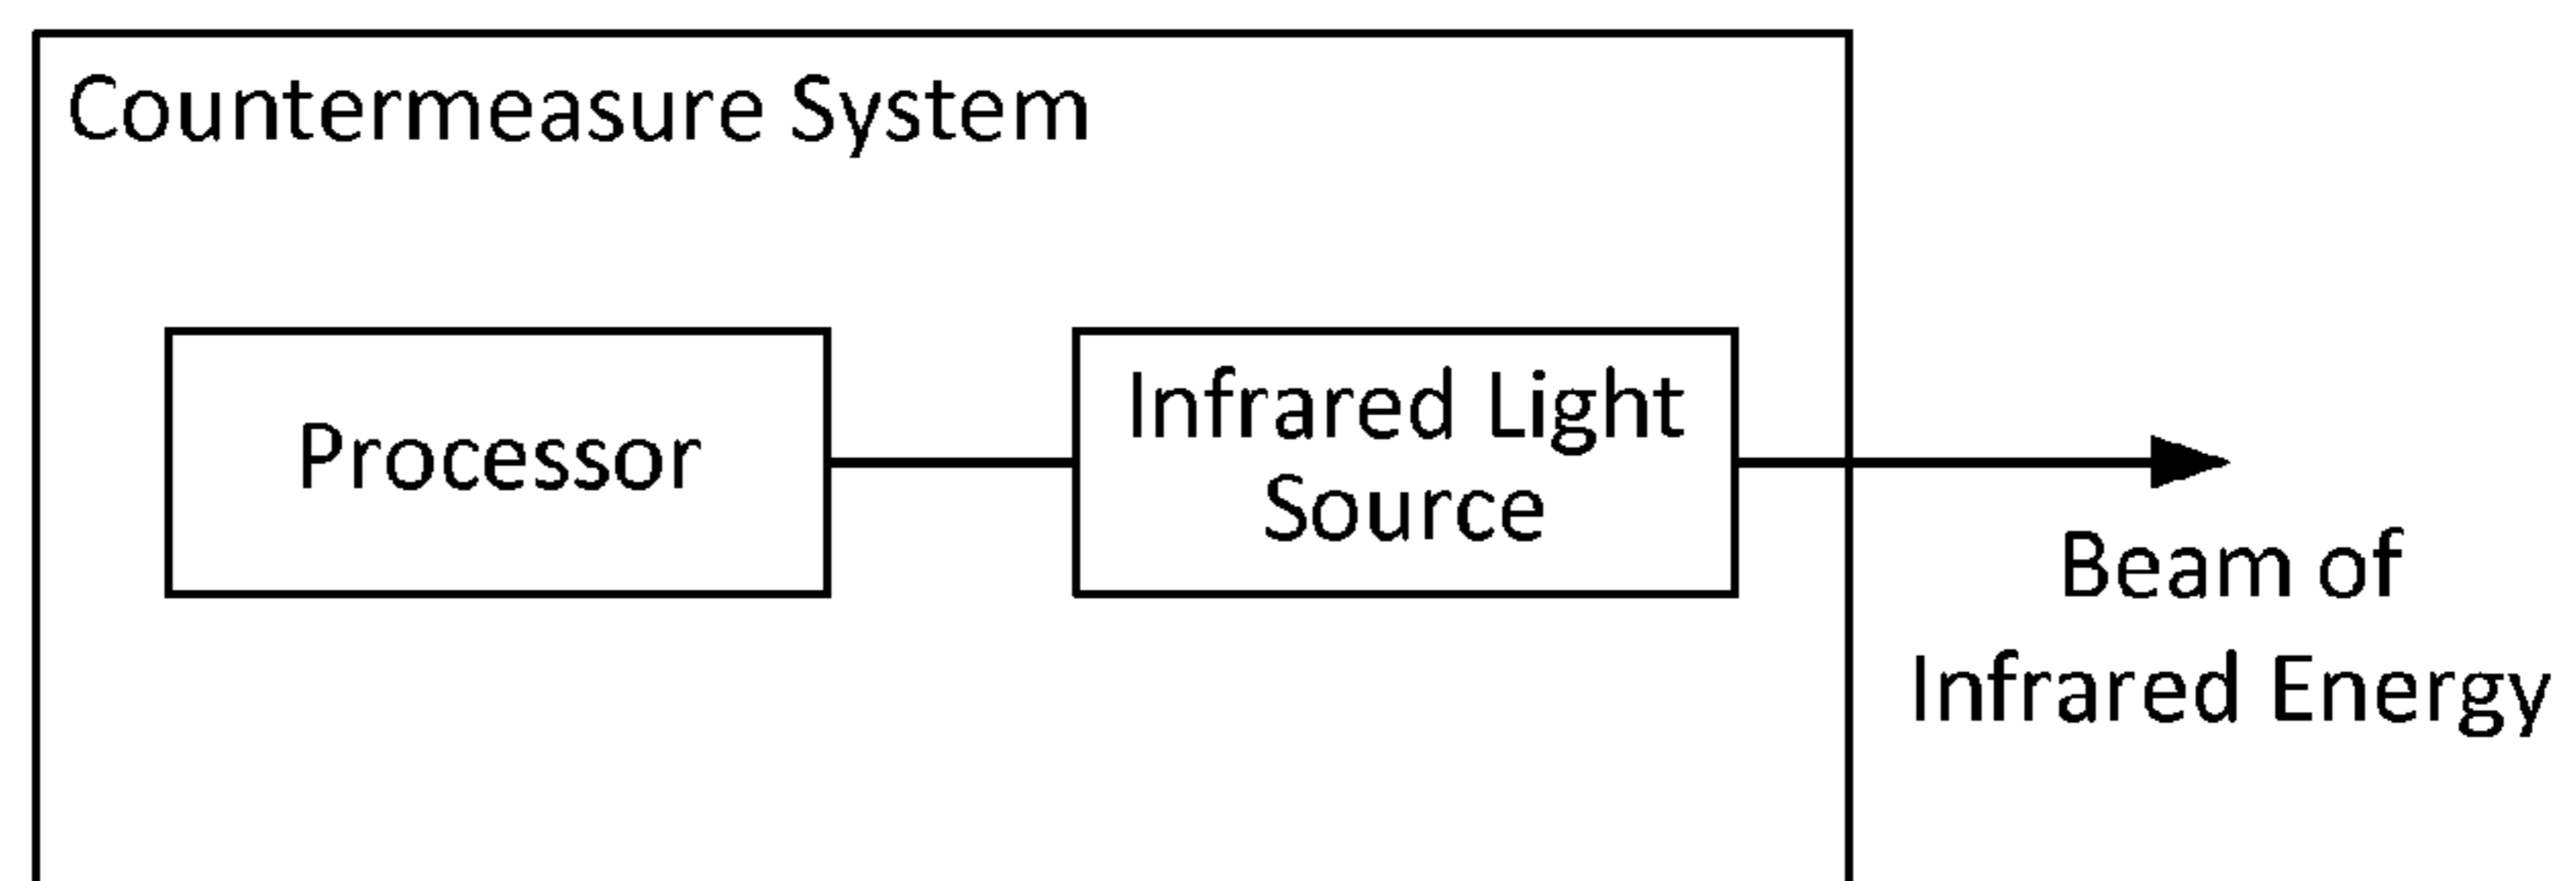 Countermeasure System
Processor
Infrared Light
Source
Beam of
Infrared Energy